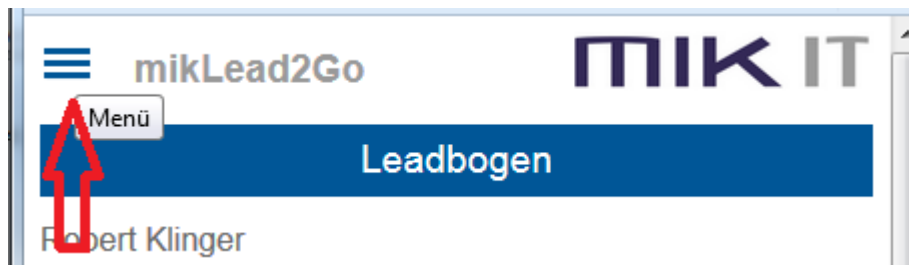 mikLead2Go
mik IT
Menü
Leadbogen
Robert Klinger